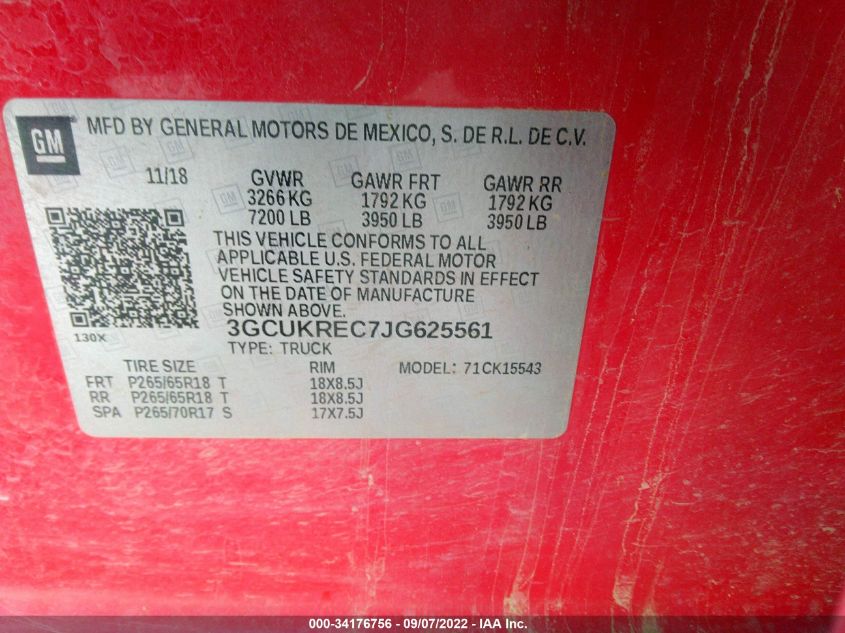 GM
MFD BY GENERAL MOTORS DE MEXICO, S. DE R.L. DE C.V.
11/18 GVWR GAWR FRT GAWR RR
3266 KG 1792 KG 1792 KG
7200 LB 3950 LB 3950 LB
THIS VEHICLE CONFORMS TO ALL
APPLICABLE U.S. FEDERAL MOTOR
VEHICLE SAFETY STANDARDS IN EFFECT
ON THE DATE OF MANUFACTURE
SHOWN ABOVE.
130X 3GCUKREC7JG625561
TYPE: TRUCK
TIRE SIZE RIM MODEL: 71CK15543
FRT P265/65R18 T 18X8.5J
RR P265/65R18 T 18X8.5J
SPA P265/70R17 S 17X7.5J
000-34176756 - 09/07/2022 - IAA Inc.